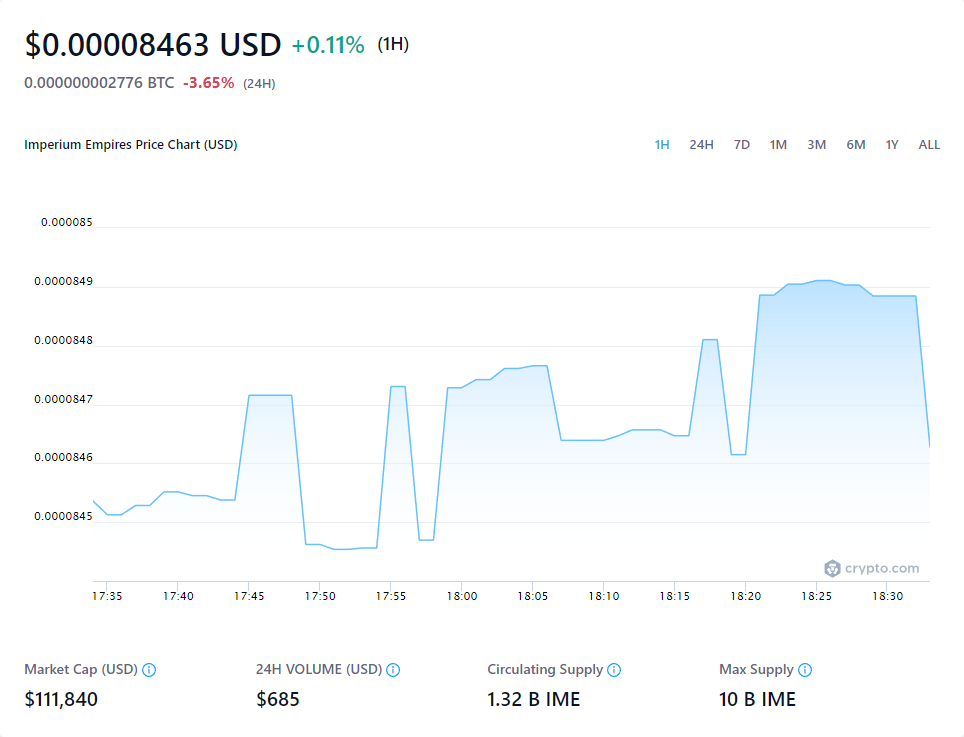 $0.00008463 USD +0.11% (1H)
0.000000002776 BTC -3.65% (24H)
Imperium Empires Price Chart (USD) 1H 24H 7D 1M 3M 6M 1Y ALL
0.000085
0.0000849
0.0000848
0.0000847
0.0000846
0.0000845
crypto.com
17:35 17:40 17:45 17:50 17:55 18:00 18:05 18:10 18:15 18:20 18:25 18:30
Market Cap (USD) 24H VOLUME (USD) Circulating Supply Max Supply
$111,840 $685 1.32 B IME 10 B IME